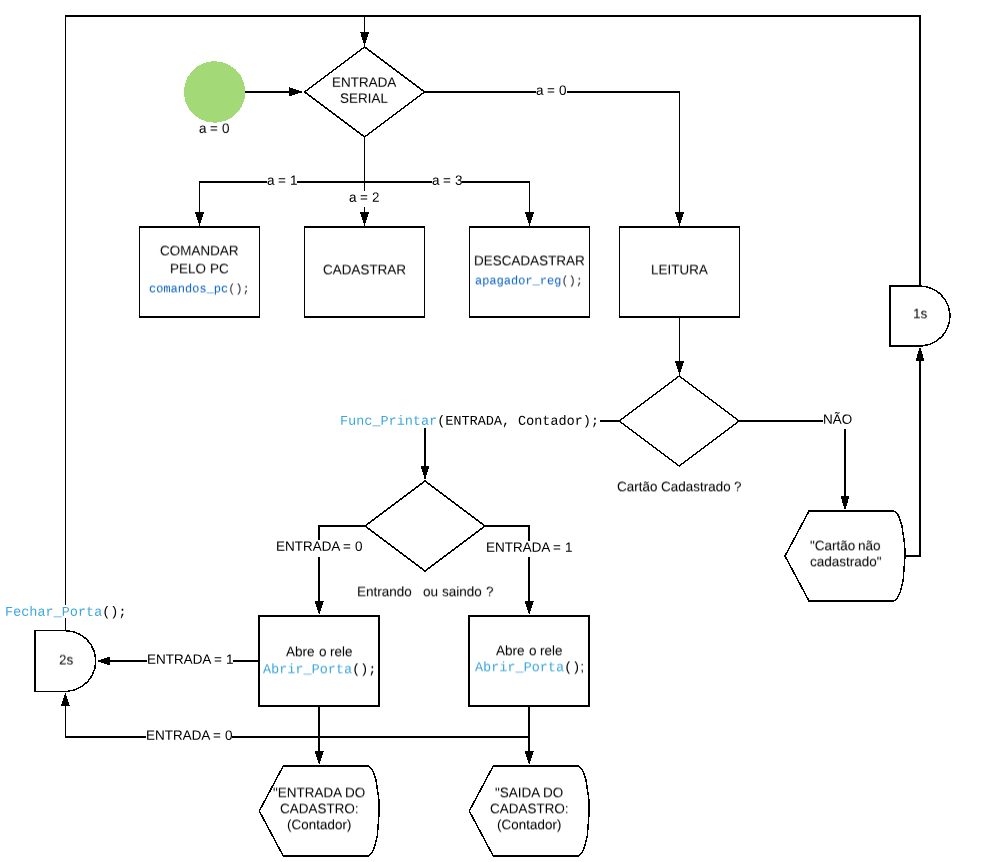 ENTRADA
SERIAL
a = 0
a = 0
a = 1
a = 3
a = 2
COMANDAR
PELO PC
comandos_pc();
CADASTRAR
DESCADASTRAR
apagador_reg();
LEITURA
1s
Func_Printar(ENTRADA, Contador);
NÃO
Cartão Cadastrado ?
"Cartão não
cadastrado"
ENTRADA = 0
ENTRADA = 1
Entrando ou saindo ?
Fechar_Porta();
2s
ENTRADA = 1
Abre o rele
Abrir_Porta();
Abre o rele
Abrir_Porta();
ENTRADA = 0
"ENTRADA DO
CADASTRO:
(Contador)
"SAIDA DO
CADASTRO:
(Contador)